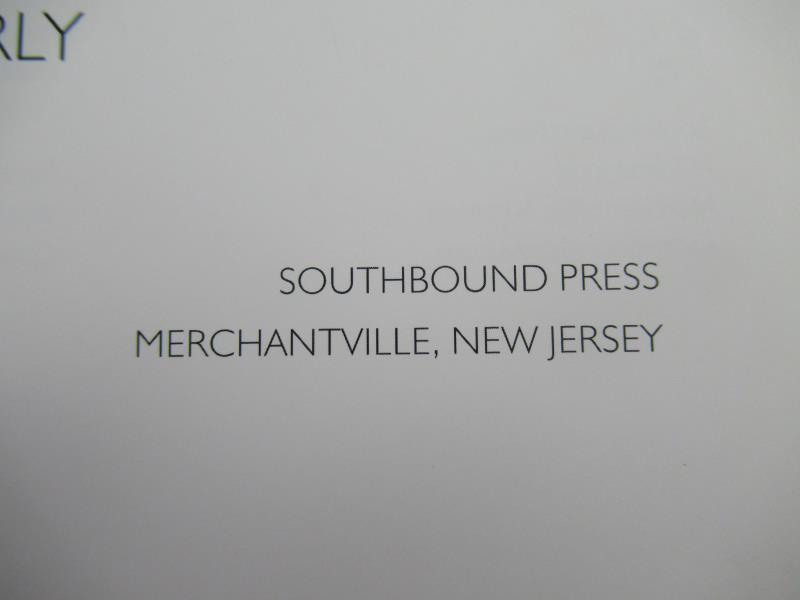 RLY
SOUTHBOUND PRESS
MERCHANTVILLE, NEW JERSEY